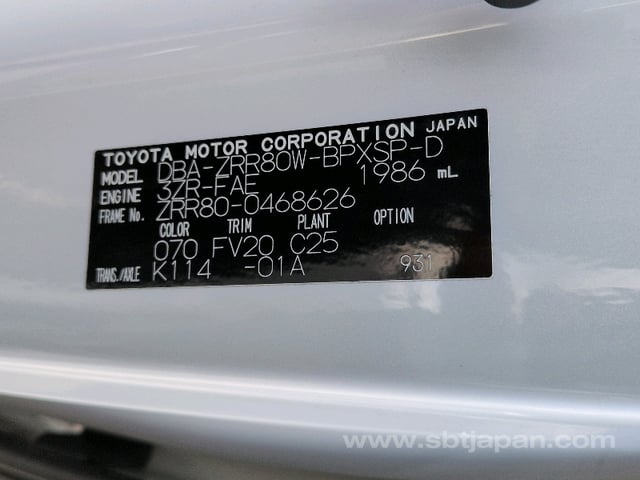 TOYOTA MOTOR CORPORATION JAPAN
MODEL DBA-ZRR80W-BPXSP-D
ENGINE 3ZR-FAE 1986 mL
FRAME No. ZRR80-0468626
COLOR TRIM PLANT OPTION
070 FV20 C25
TRANS./AXLE K114 -01A 931
www.sbtjapan.com